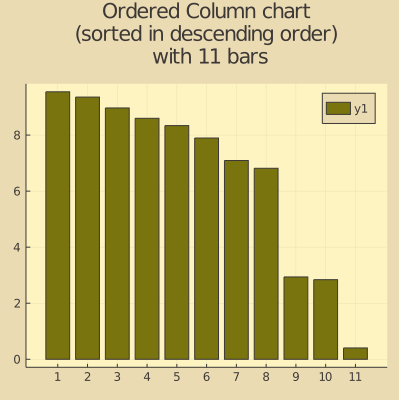 Ordered Column chart
(sorted in descending order)
with 11 bars
y1
8
6
4
2
0
1 2 3 4 5 6 7 8 9 10 11